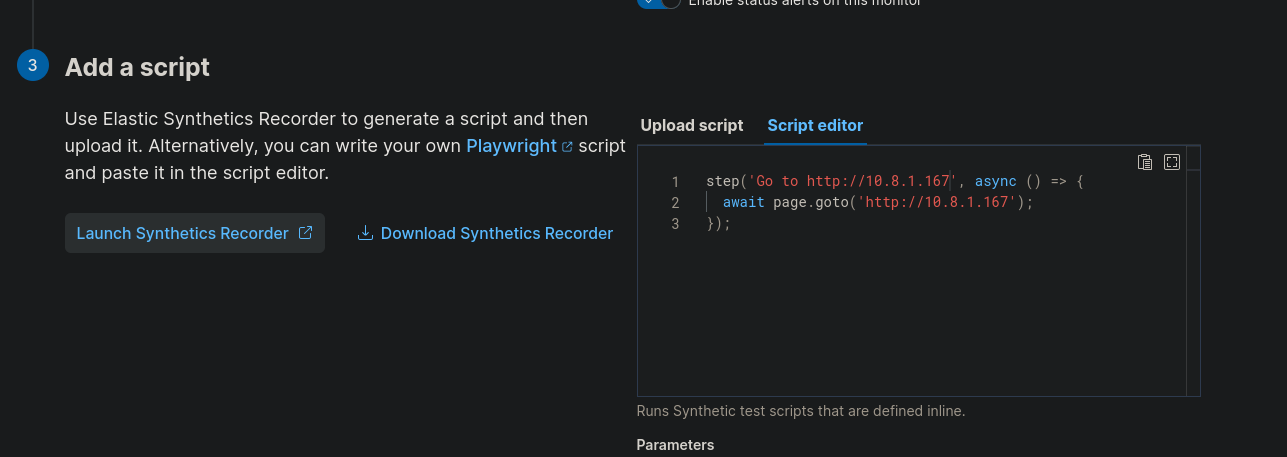 Enable status alerts on this monitor
3
Add a script
Use Elastic Synthetics Recorder to generate a script and then
upload it. Alternatively, you can write your own Playwright script
and paste it in the script editor.
Launch Synthetics Recorder
Download Synthetics Recorder
Upload script
Script editor
1 step('Go to http://10.8.1.167', async () => {
2   await page.goto('http://10.8.1.167');
3 });
Runs Synthetic test scripts that are defined inline.
Parameters